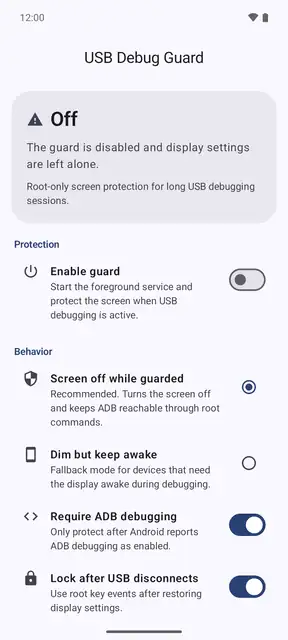 12:00
USB Debug Guard
Off
The guard is disabled and display settings
are left alone.
Root-only screen protection for long USB debugging
sessions.
Protection
Enable guard
Start the foreground service and
protect the screen when USB
debugging is active.
Behavior
Screen off while guarded
Recommended. Turns the screen off
and keeps ADB reachable through root
commands.
Dim but keep awake
Fallback mode for devices that need
the display awake during debugging.
Require ADB debugging
Only protect after Android reports
ADB debugging as enabled.
Lock after USB disconnects
Use root key events after restoring
display settings.